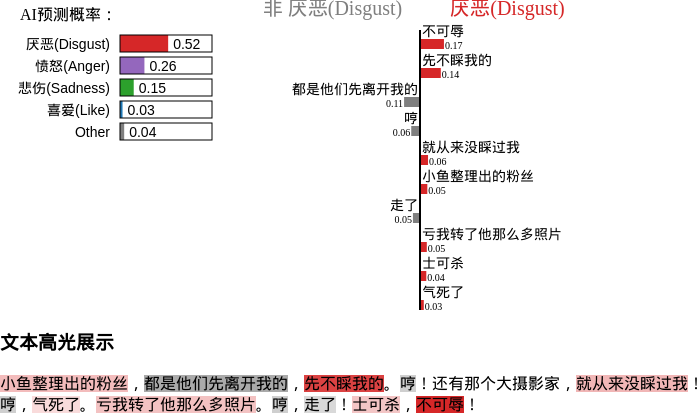 AI预测概率：
厌恶(Disgust) 0.52
愤怒(Anger) 0.26
悲伤(Sadness) 0.15
喜爱(Like) 0.03
Other 0.04
非 厌恶(Disgust) 厌恶(Disgust)
不可辱
0.17
先不睬我的
0.14
都是他们先离开我的
0.11
哼
0.06
就从来没睬过我
0.06
小鱼整理出的粉丝
0.05
走了
0.05
亏我转了他那么多照片
0.05
士可杀
0.04
气死了
0.03
文本高光展示
小鱼整理出的粉丝，都是他们先离开我的，先不睬我的。哼！还有那个大摄影家，就从来没睬过我！
哼，气死了。亏我转了他那么多照片。哼，走了！士可杀，不可辱！